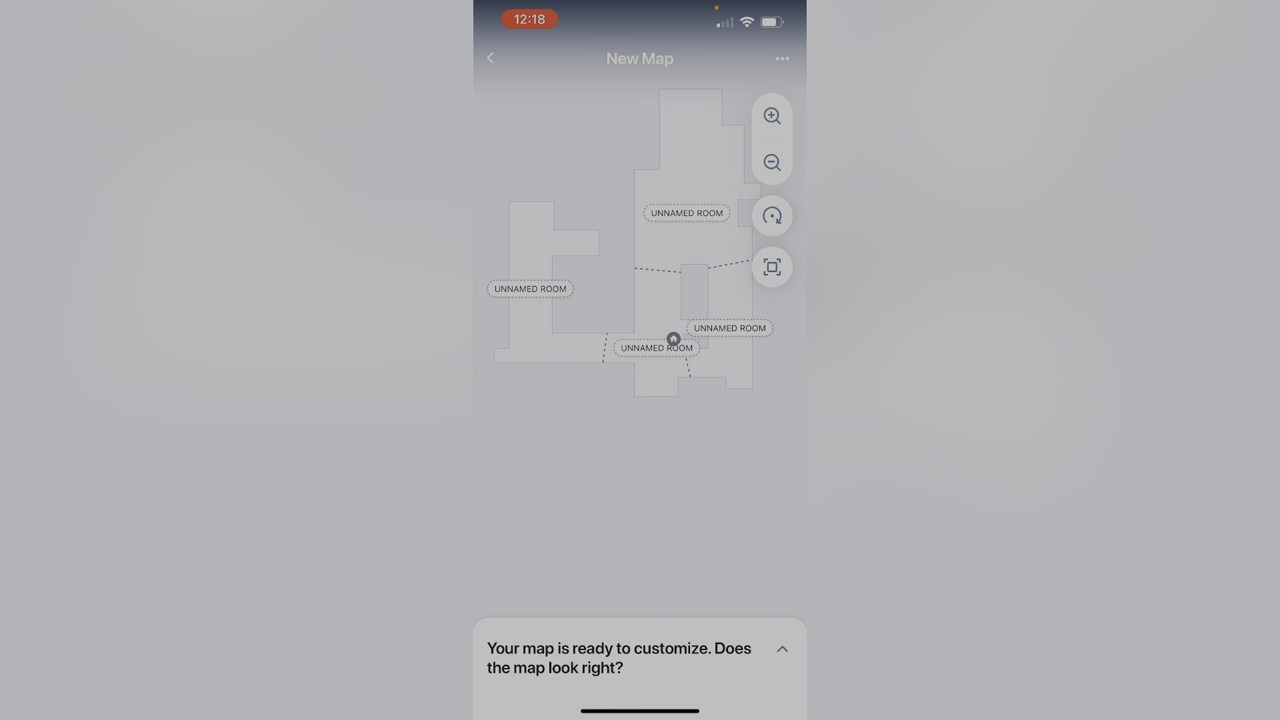 12:18
New Map
UNNAMED ROOM
UNNAMED ROOM
UNNAMED ROOM
UNNAMED ROOM
Your map is ready to customize. Does
the map look right?